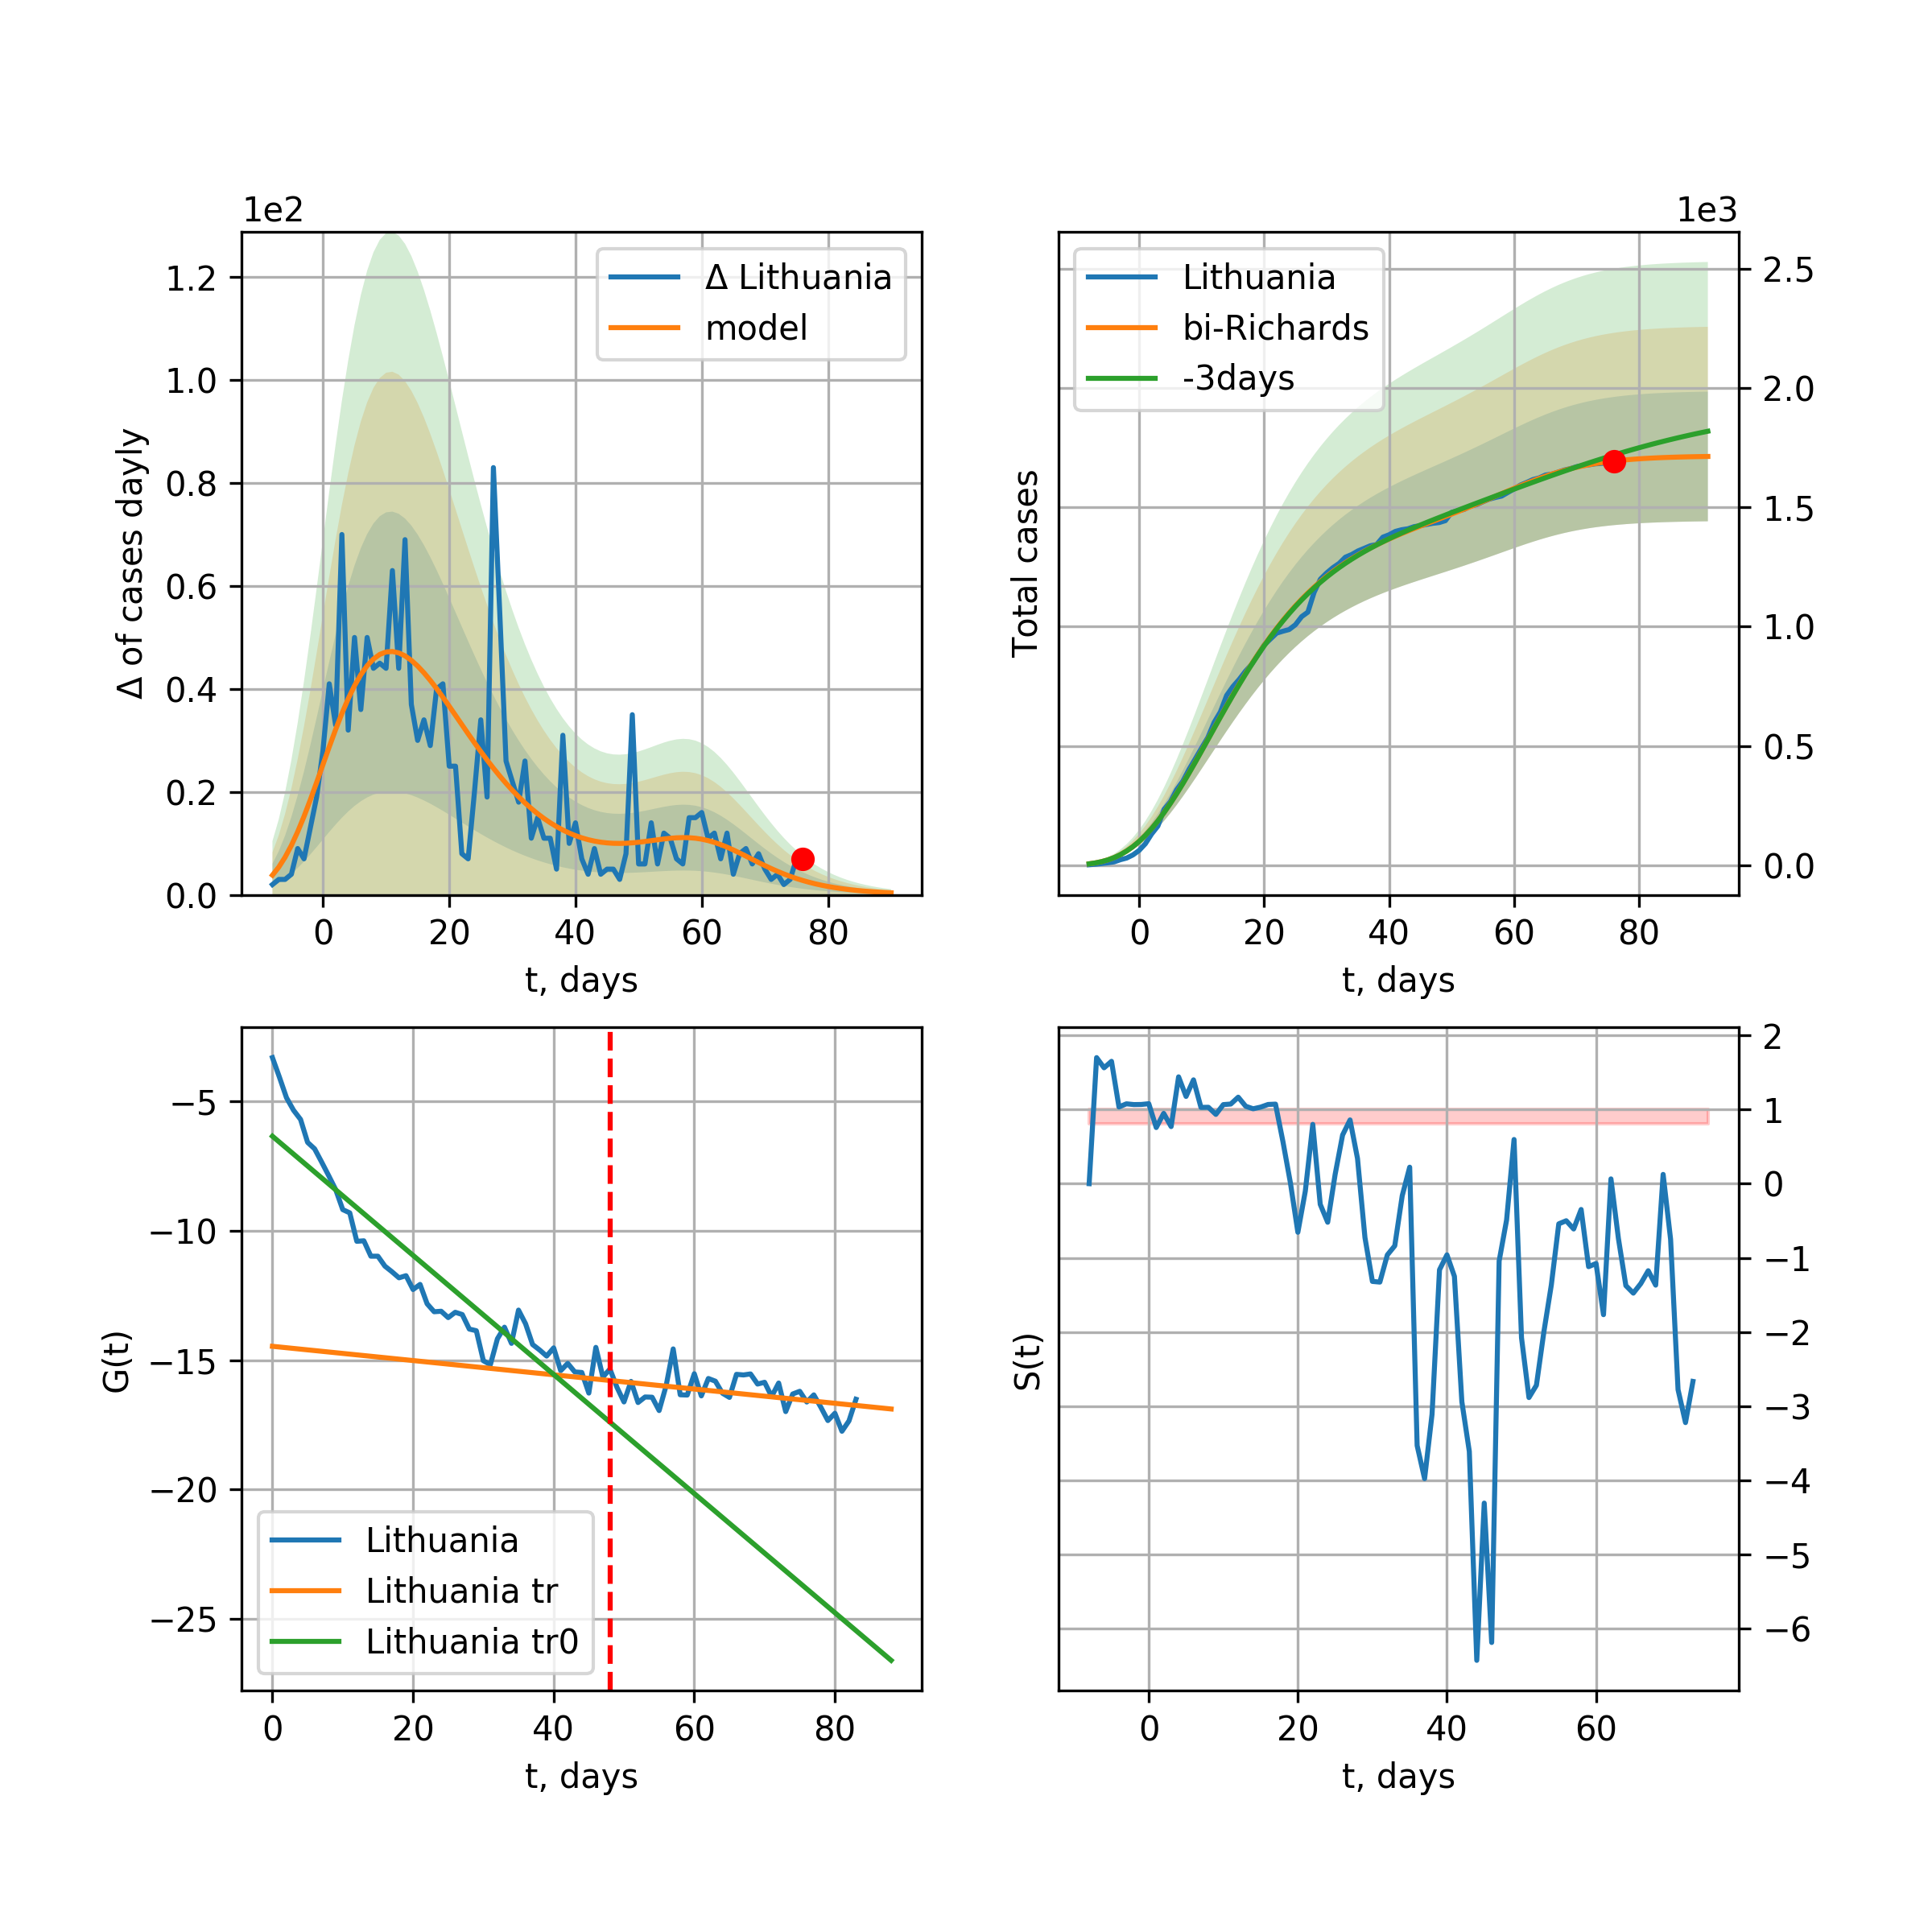 1e2
Δ of cases dayly
1.2
1.0
0.8
0.6
0.4
0.2
0.0
Δ Lithuania
model
0 20 40 60 80
t, days
1e3
Total cases
Lithuania
bi-Richards
-3days
2.5
2.0
1.5
1.0
0.5
0.0
0 20 40 60 80
t, days
G(t)
−5
−10
−15
−20
−25
Lithuania
Lithuania tr
Lithuania tr0
0 20 40 60 80
t, days
S(t)
2
1
0
−1
−2
−3
−4
−5
−6
0 20 40 60
t, days